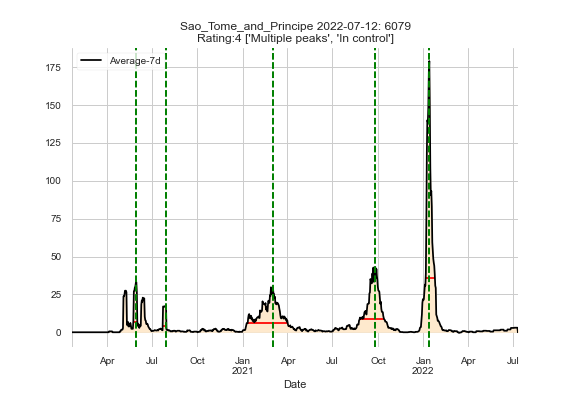 Sao_Tome_and_Principe 2022-07-12: 6079
Rating:4 ['Multiple peaks', 'In control']
Average-7d
175
150
125
100
75
50
25
0
Apr Jul Oct Jan Apr Jul Oct Jan Apr Jul
2021 2022
Date